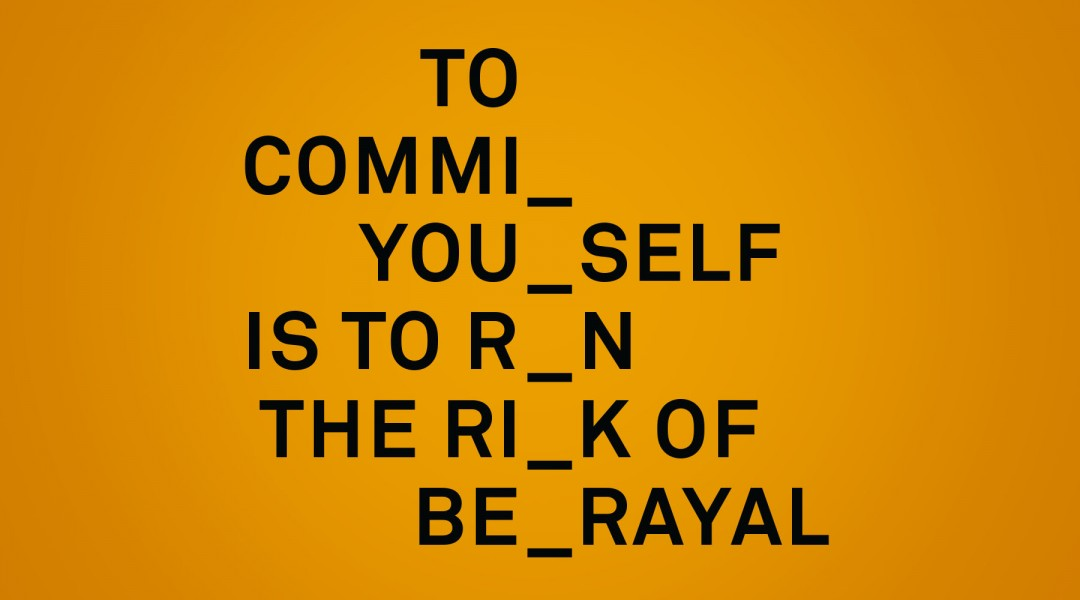 TO
COMMI_
YOU_SELF
IS TO R_N
THE RI_K OF
BE_RAYAL